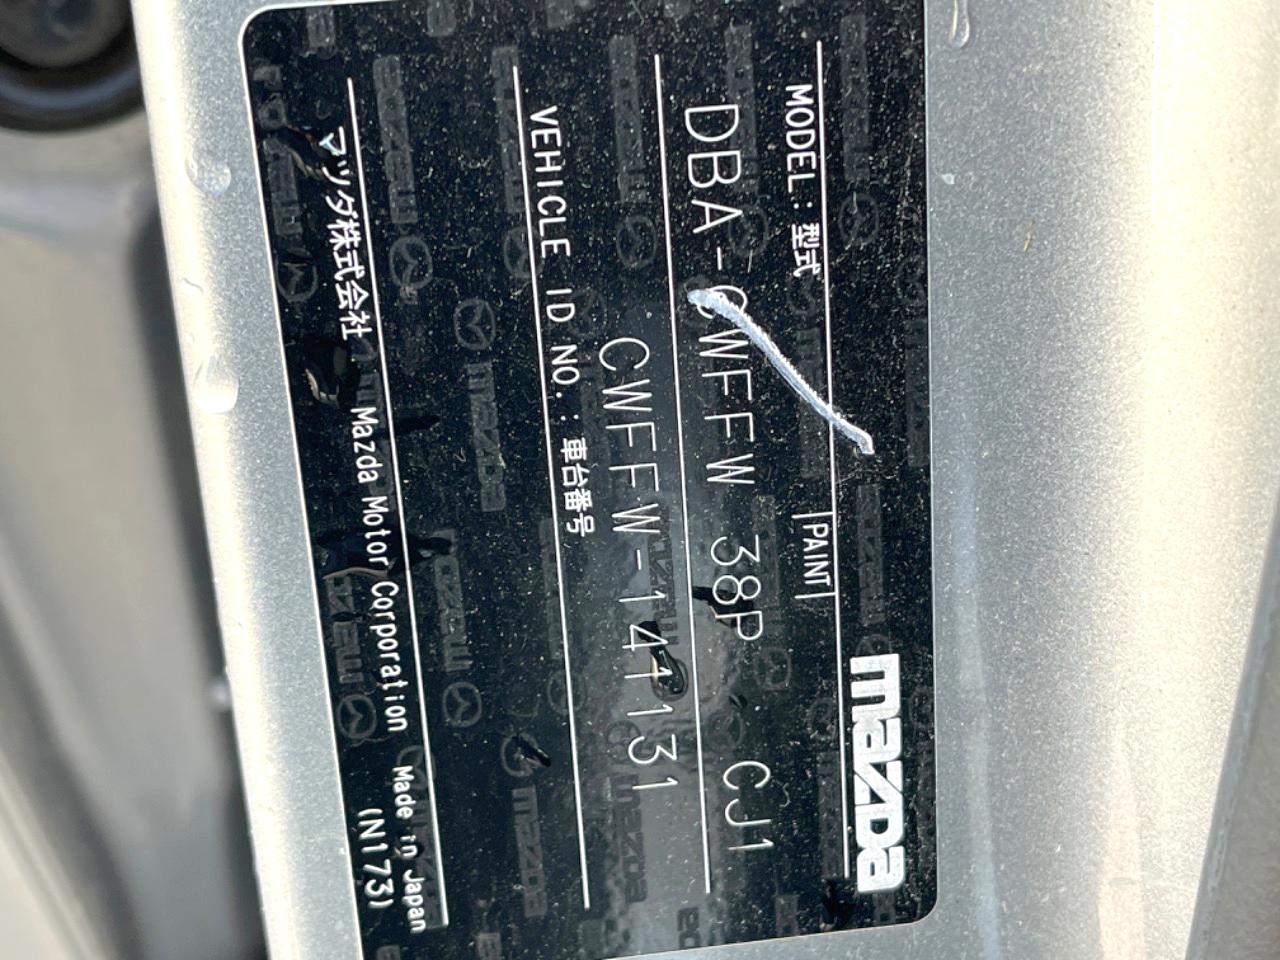 mazda
MODEL: 型式 PAINT
DBA-CWFFW 38P CJ1
CWFFW-141131
VEHICLE ID NO.: 車台番号
マツダ株式会社 Mazda Motor Corporation Made in Japan
(N173)